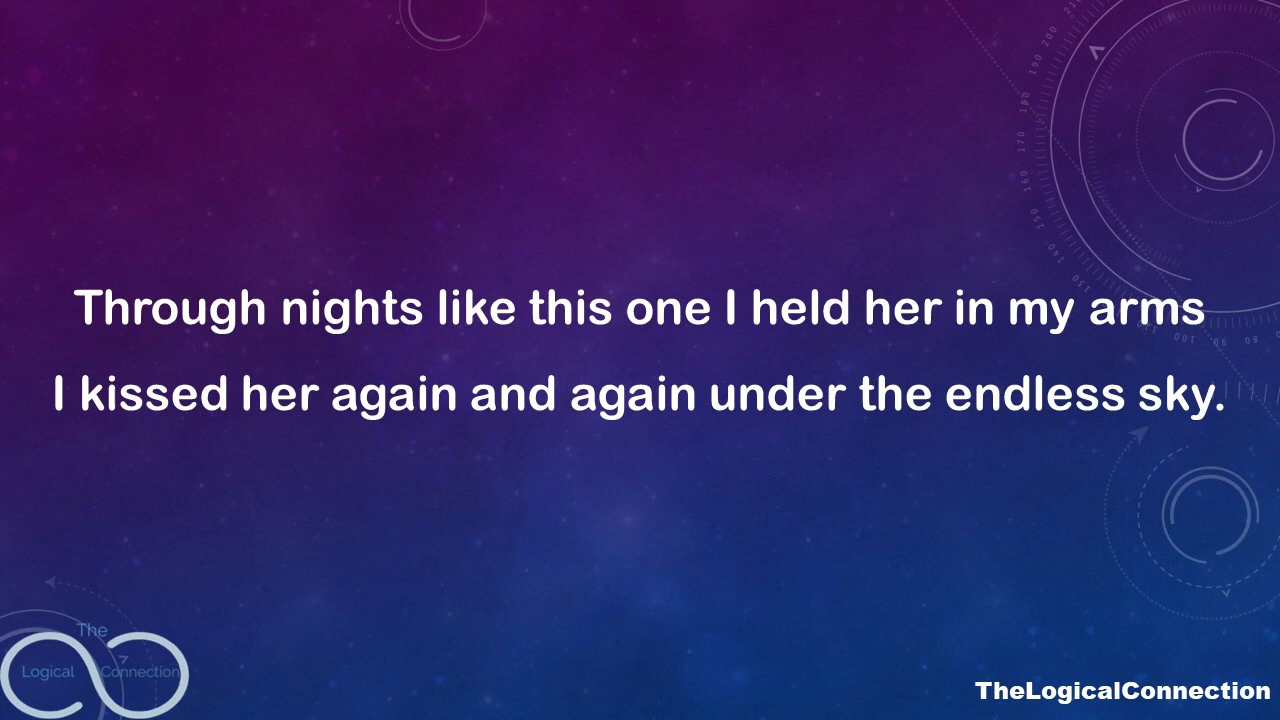 Through nights like this one I held her in my arms
I kissed her again and again under the endless sky.
The
Logical Connection
TheLogicalConnection